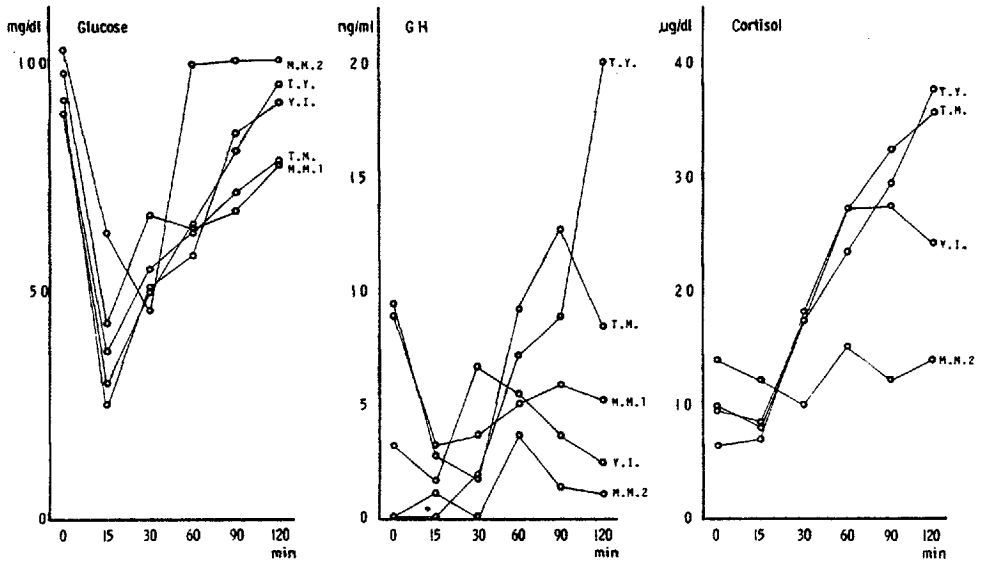 mg/dl Glucose
100
50
0
0 15 30 60 90 120
min
M.M.2
T.Y.
Y.I.
T.M.
M.M.1
ng/ml GH
20
15
10
5
0
0 15 30 60 90 120
min
T.Y.
T.M.
M.M.1
Y.I.
M.M.2
µg/dl Cortisol
40
30
20
10
0
0 15 30 60 90 120
min
T.Y.
T.M.
Y.I.
M.M.2